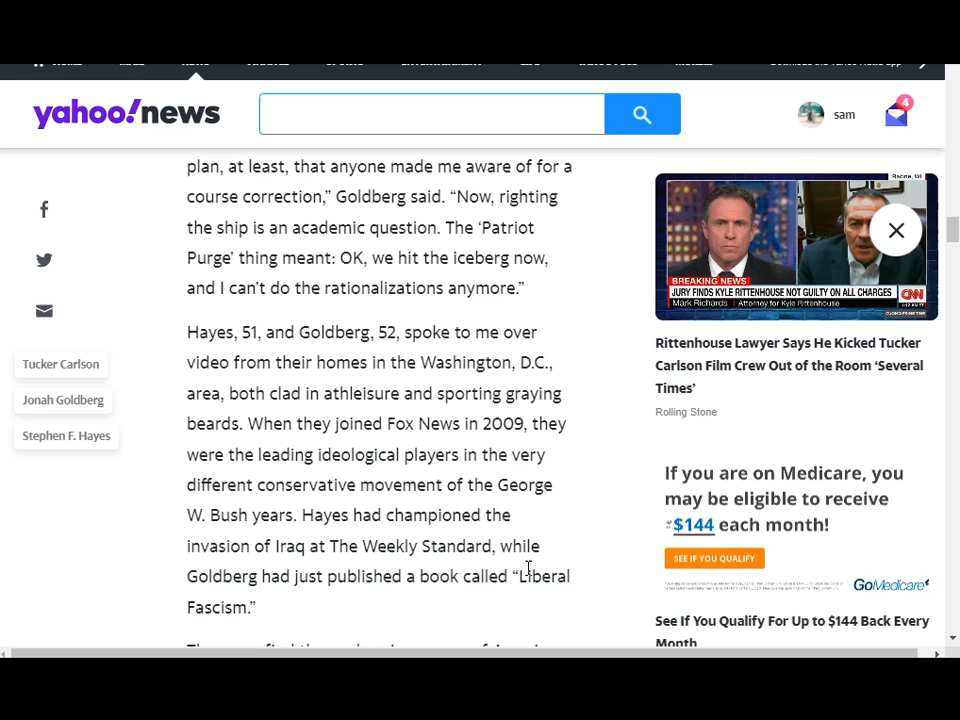 yahoo!news
sam
4
plan, at least, that anyone made me aware of for a
course correction,” Goldberg said. “Now, righting
the ship is an academic question. The ‘Patriot
Purge’ thing meant: OK, we hit the iceberg now,
and I can’t do the rationalizations anymore.”
Hayes, 51, and Goldberg, 52, spoke to me over
video from their homes in the Washington, D.C.,
area, both clad in athleisure and sporting graying
beards. When they joined Fox News in 2009, they
were the leading ideological players in the very
different conservative movement of the George
W. Bush years. Hayes had championed the
invasion of Iraq at The Weekly Standard, while
Goldberg had just published a book called “Liberal
Fascism.”
Tucker Carlson
Jonah Goldberg
Stephen F. Hayes
Racine, WI
BREAKING NEWS
JURY FINDS KYLE RITTENHOUSE NOT GUILTY ON ALL CHARGES
Mark Richards Attorney for Kyle Rittenhouse
CNN
Rittenhouse Lawyer Says He Kicked Tucker
Carlson Film Crew Out of the Room ‘Several
Times’
Rolling Stone
If you are on Medicare, you
may be eligible to receive
$144 each month!
SEE IF YOU QUALIFY
GoMedicare
See If You Qualify For Up to $144 Back Every
Month